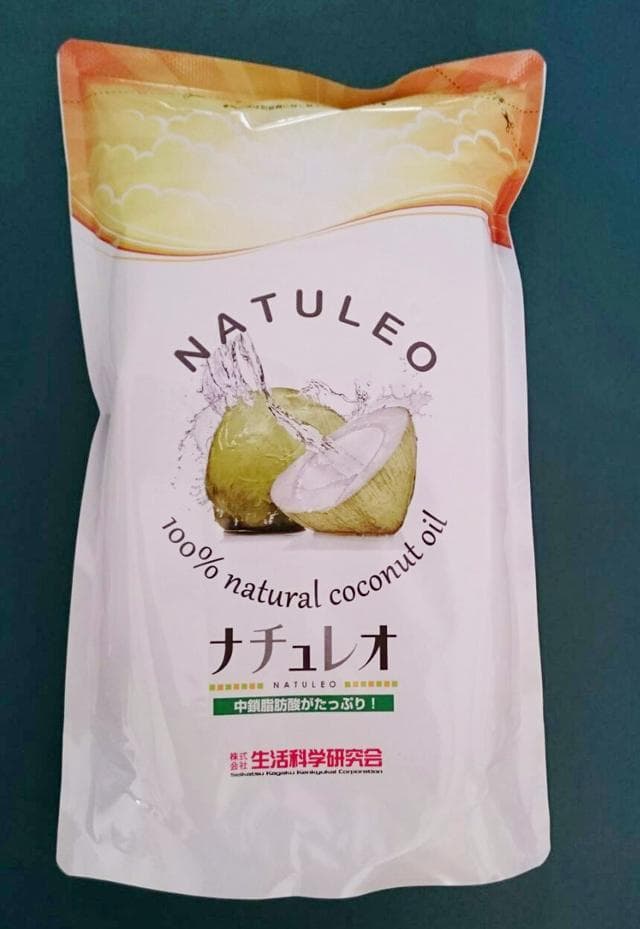 NATULEO
100% natural coconut oil
ナチュレオ
NATULEO
中鎖脂肪酸がたっぷり！
株式会社 生活科学研究会
Seikatsu Kagaku Kenkyukai Corporation